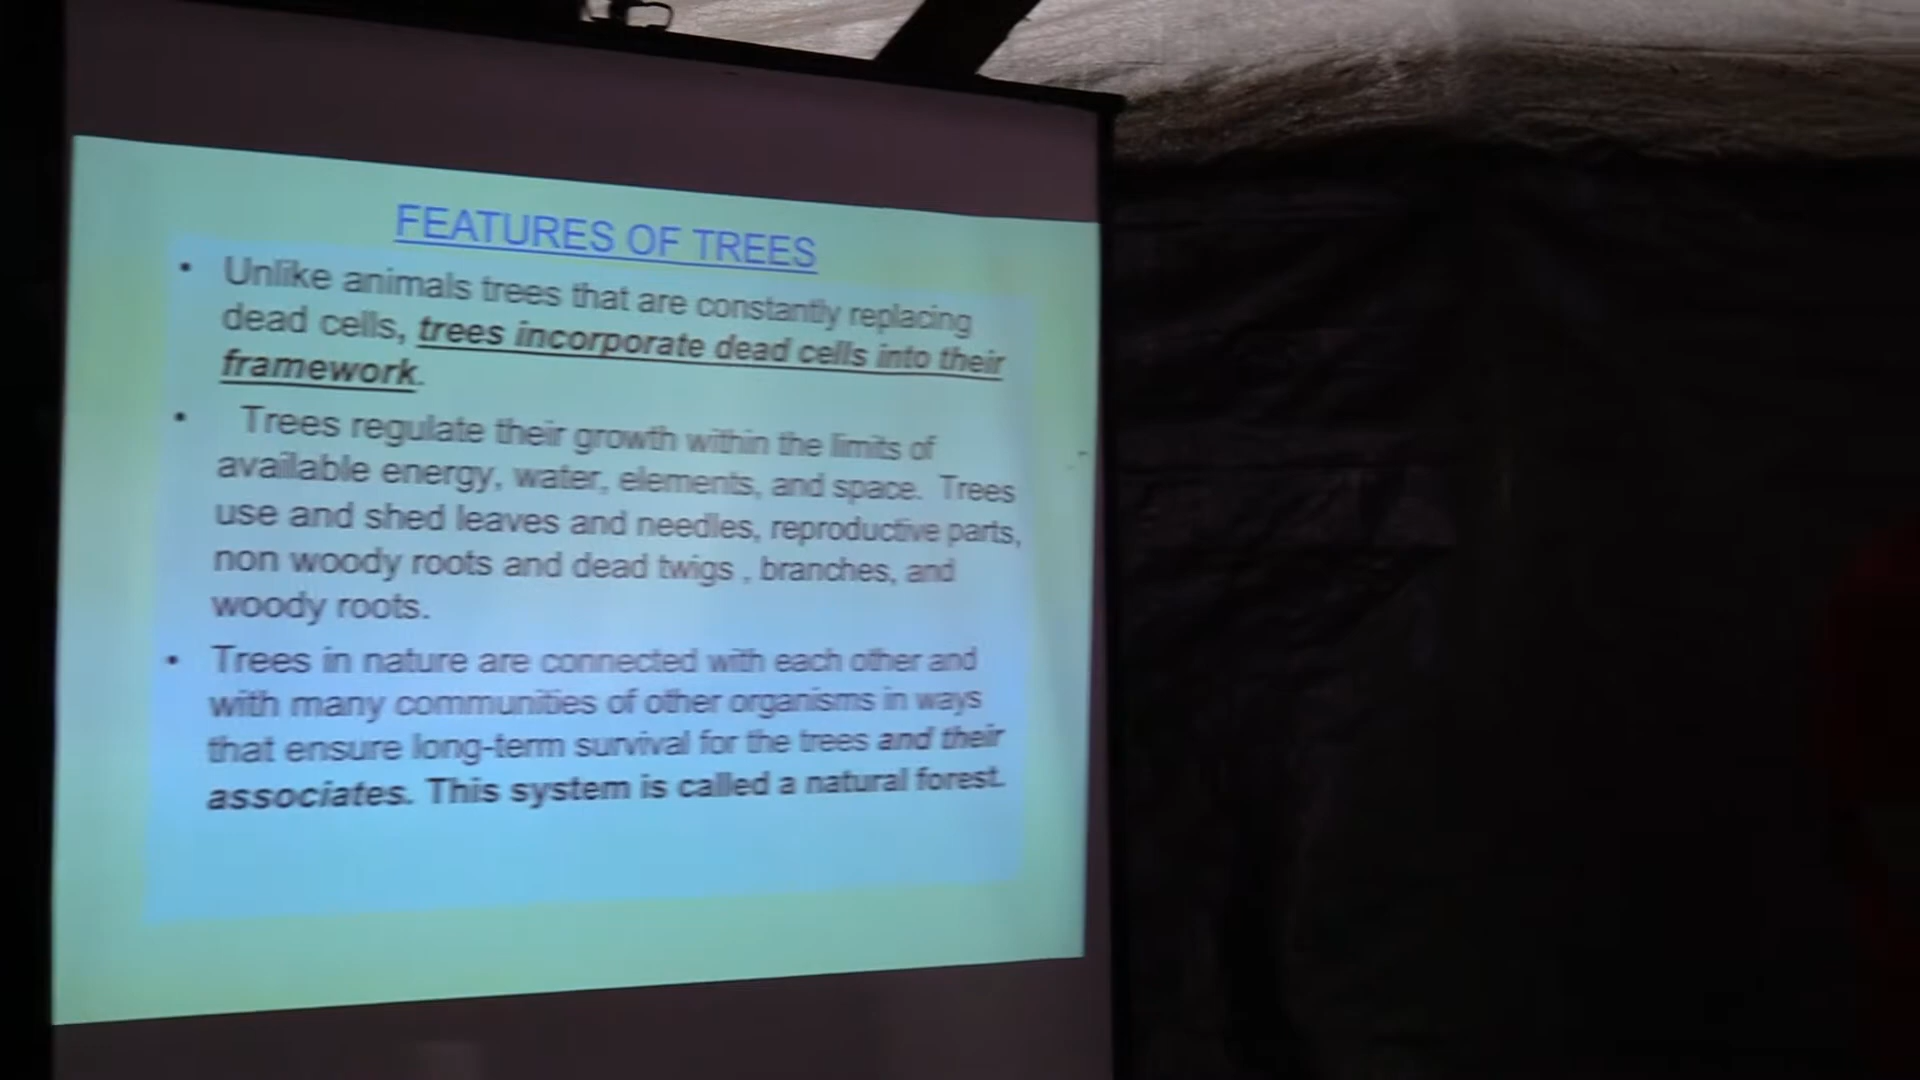 FEATURES OF TREES
• Unlike animals trees that are constantly replacing
dead cells, trees incorporate dead cells into their
framework.
• Trees regulate their growth within the limits of
available energy, water, elements, and space. Trees
use and shed leaves and needles, reproductive parts,
non woody roots and dead twigs , branches, and
woody roots.
• Trees in nature are connected with each other and
with many communities of other organisms in ways
that ensure long-term survival for the trees and their
associates. This system is called a natural forest.